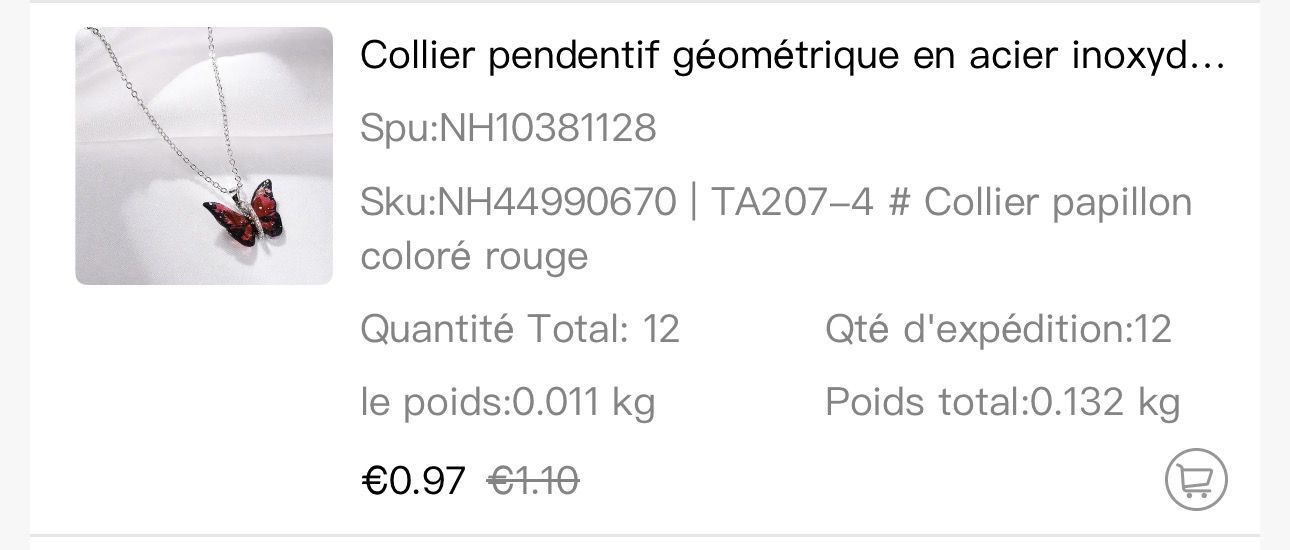 Collier pendentif géométrique en acier inoxyd...
Spu:NH10381128
Sku:NH44990670 | TA207-4 # Collier papillon
coloré rouge
Quantité Total: 12 Qté d'expédition:12
le poids:0.011 kg Poids total:0.132 kg
€0.97 €1.10